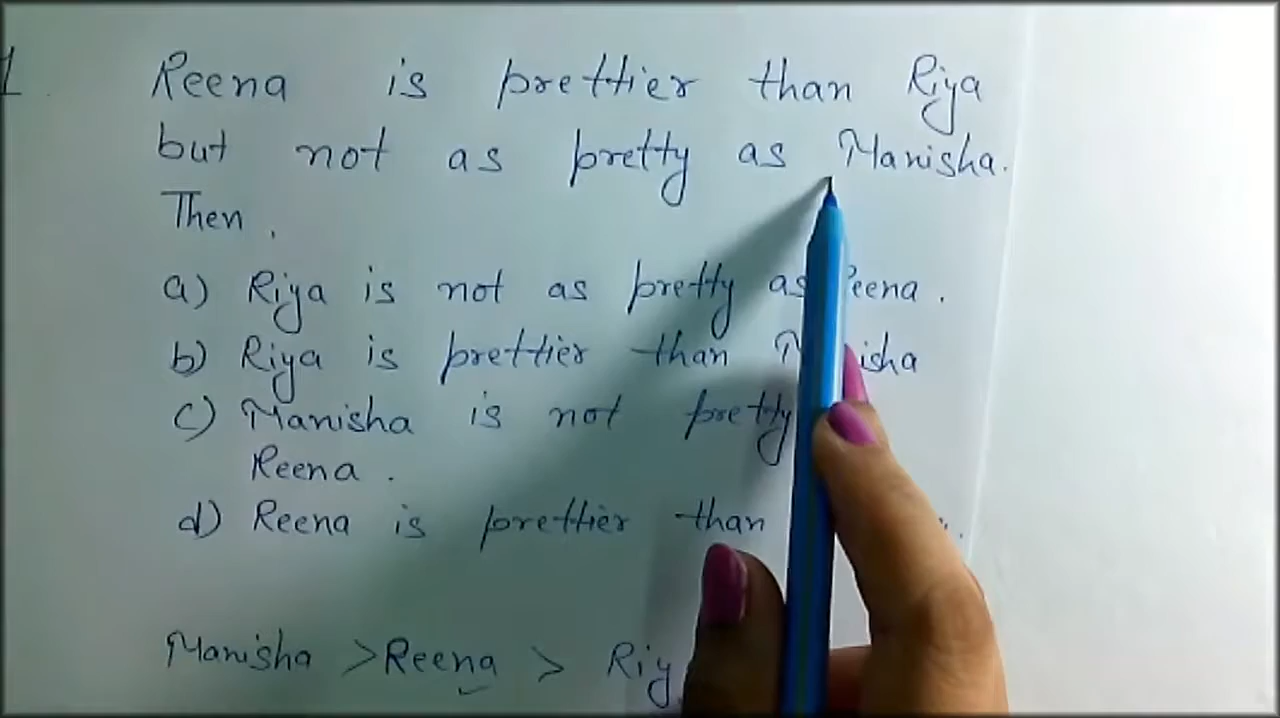 1
Reena is prettier than Riya
but not as pretty as Manisha.
Then,
a) Riya is not as pretty as Reena.
b) Riya is prettier than
c) Manisha is not pretty
Reena.
d) Reena is prettier than
Manisha > Reena >